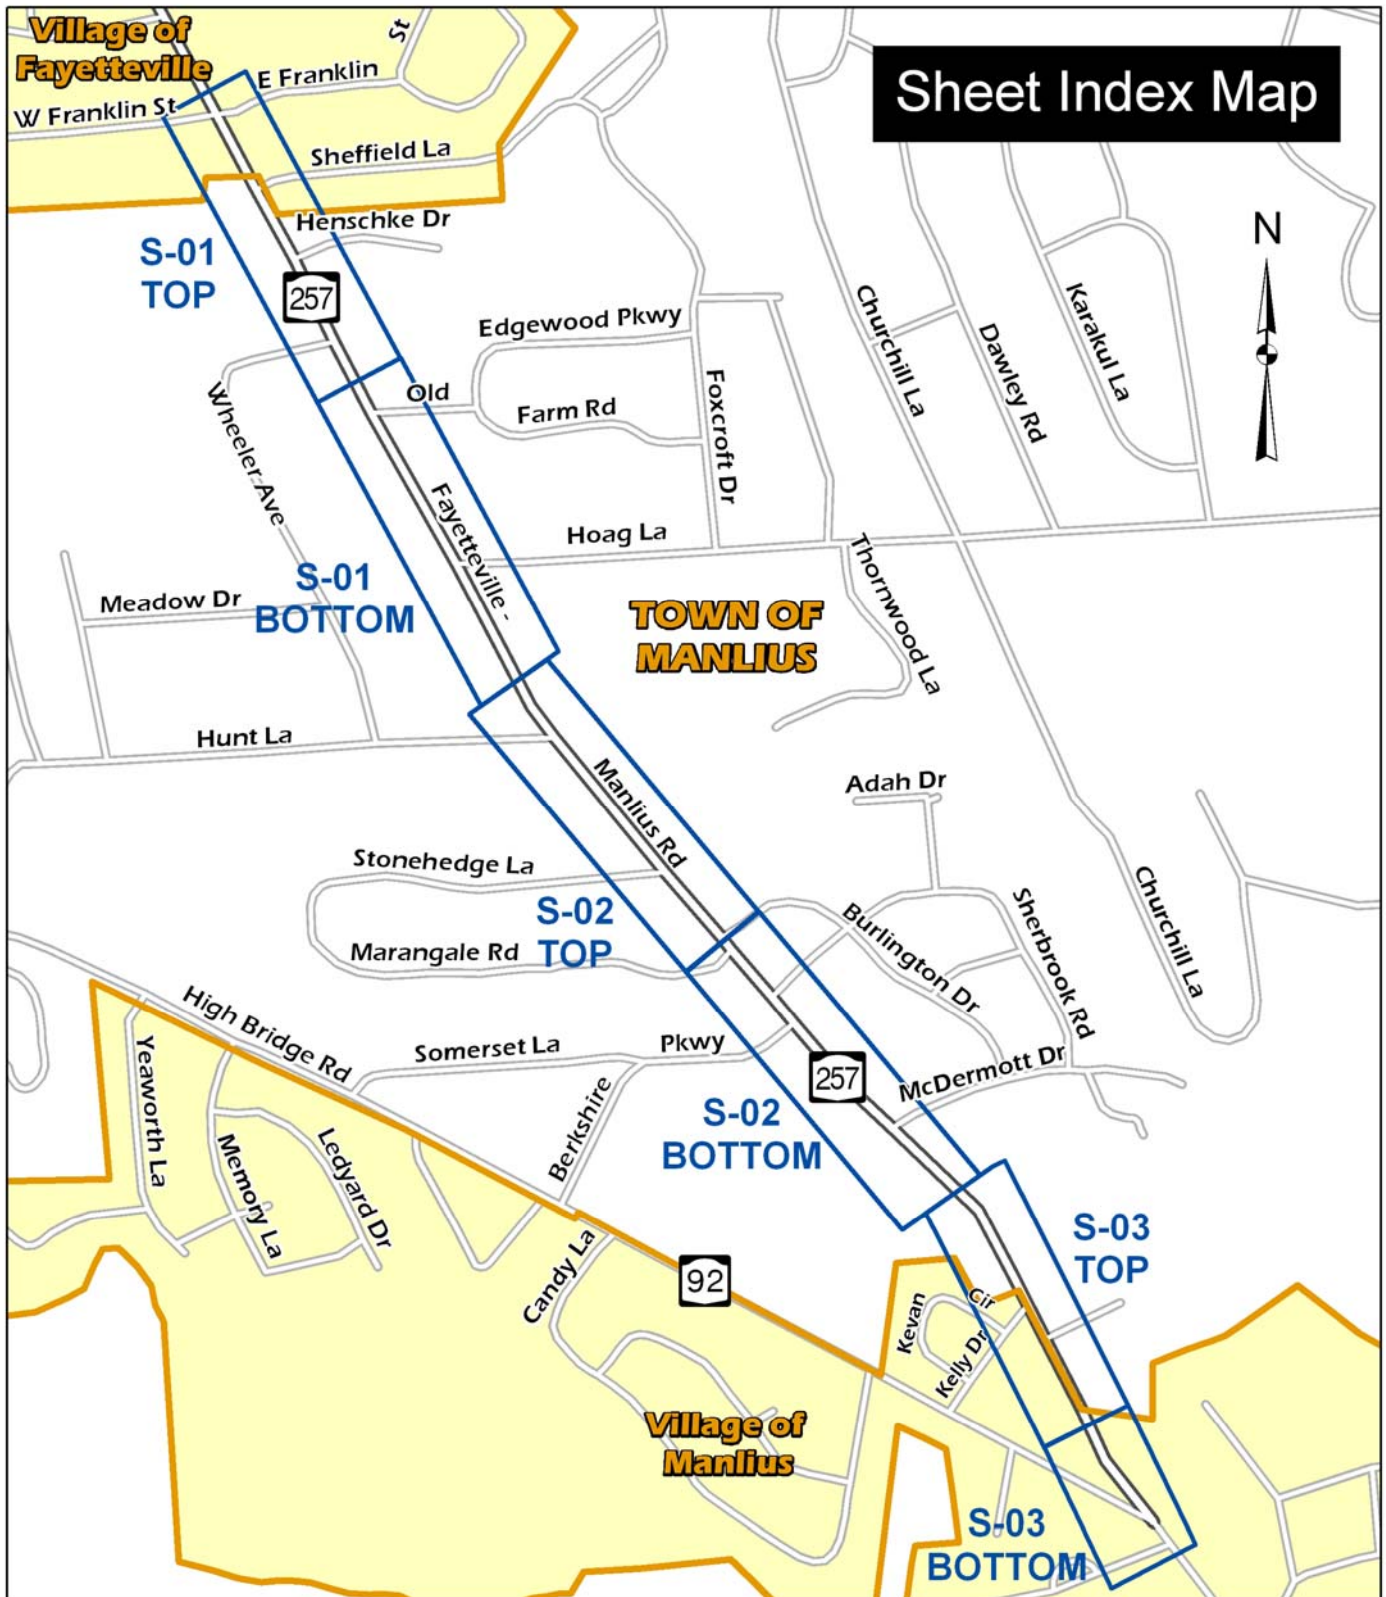 Village of
Fayetteville
St
E Franklin
W Franklin St
Sheet Index Map
Sheffield La
Henschke Dr
N
S-01
TOP
257
Edgewood Pkwy
Churchill La
Karakul La
Dawley Rd
Old
Farm Rd
Foxcroft Dr
Wheeler Ave
Fayetteville -
Hoag La
Thornwood La
S-01
BOTTOM
Meadow Dr
TOWN OF
MANLIUS
Hunt La
Manlius Rd
Adah Dr
Stonehedge La
Churchill La
S-02
TOP
Burlington Dr
Sherbrook Rd
Marangale Rd
High Bridge Rd
Somerset La
Pkwy
Yeaworth La
257
McDermott Dr
Berkshire
S-02
BOTTOM
Memory La
Ledyard Dr
S-03
TOP
Candy La
92
Cir
Kevan
Kelly Dr
Village of
Manlius
S-03
BOTTOM